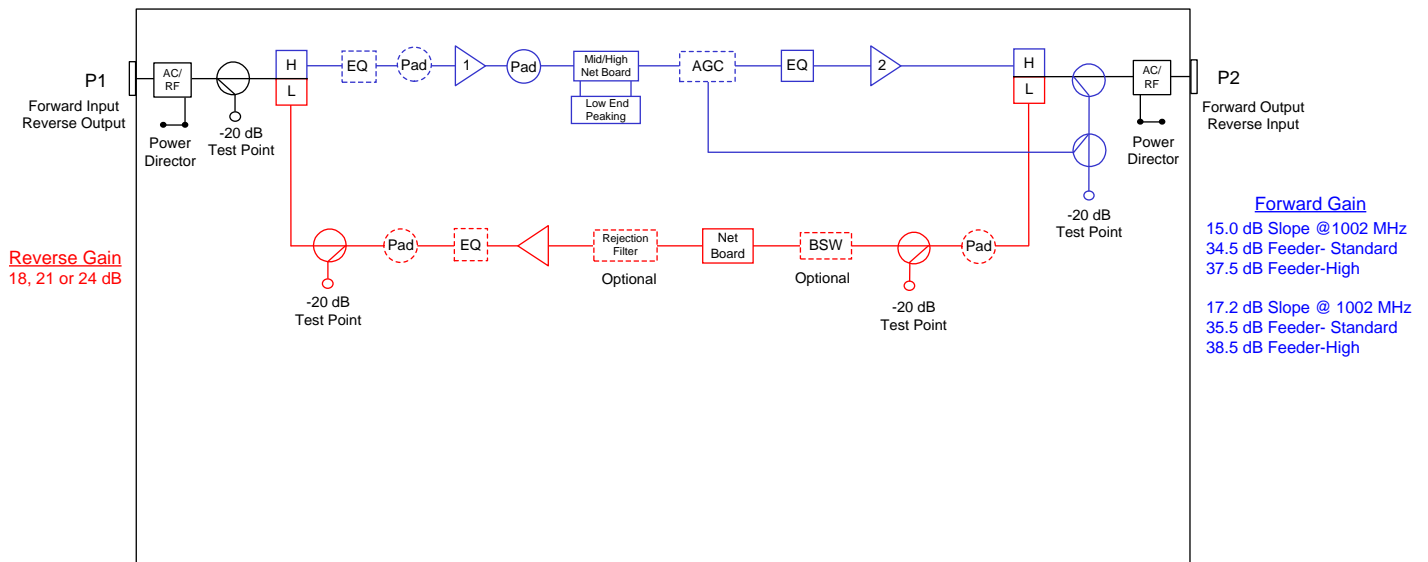 P1
Forward Input
Reverse Output
AC/
RF
Power
Director
-20 dB
Test Point
H
L
EQ
Pad
1
Pad
Mid/High
Net Board
Low End
Peaking
AGC
EQ
2
H
L
-20 dB
Test Point
AC/
RF
Power
Director
P2
Forward Output
Reverse Input
Reverse Gain
18, 21 or 24 dB
-20 dB
Test Point
Pad
EQ
Rejection
Filter
Optional
Net
Board
BSW
Optional
-20 dB
Test Point
Pad
Forward Gain
15.0 dB Slope @1002 MHz
34.5 dB Feeder- Standard
37.5 dB Feeder-High
17.2 dB Slope @ 1002 MHz
35.5 dB Feeder- Standard
38.5 dB Feeder-High